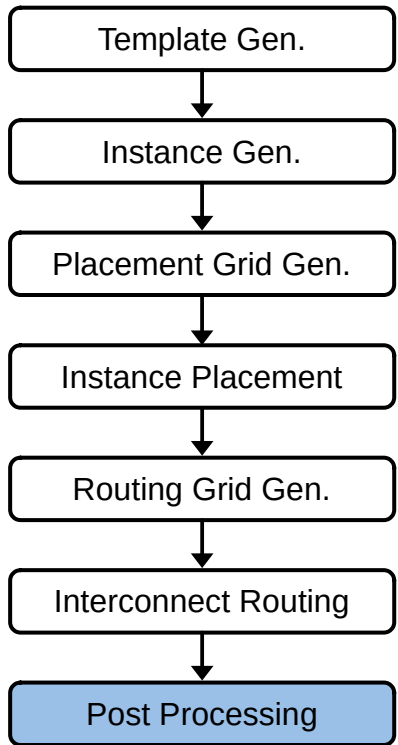 Template Gen.
Instance Gen.
Placement Grid Gen.
Instance Placement
Routing Grid Gen.
Interconnect Routing
Post Processing